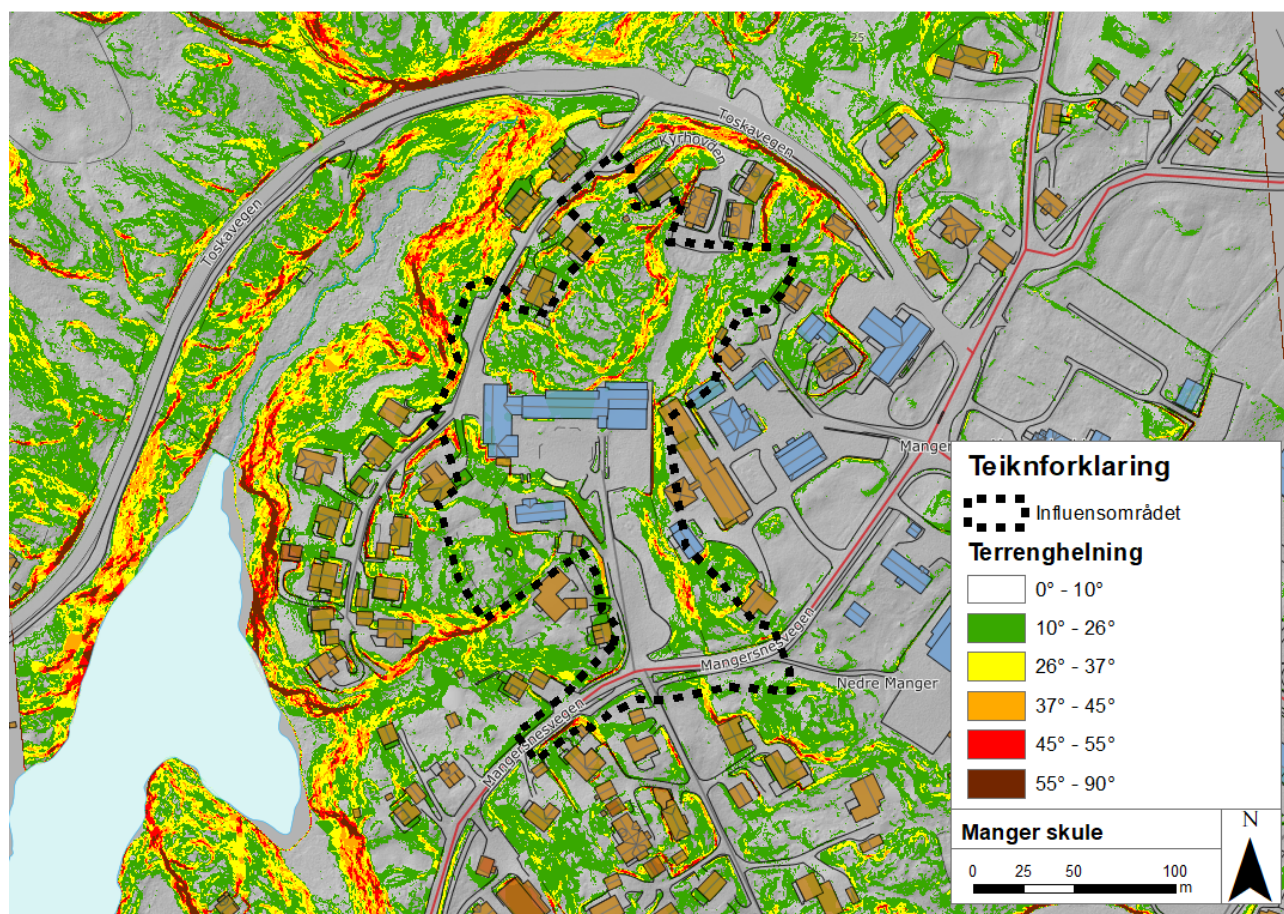 25
Toskavegen
Kyrhovden
Toskavegen
Manger
Mangersnesvegen
Nedre Manger
Mangersnesvegen
Teiknforklaring
Influensområdet
Terrenghelning
0° - 10°
10° - 26°
26° - 37°
37° - 45°
45° - 55°
55° - 90°
Manger skule
N
0 25 50 100
m